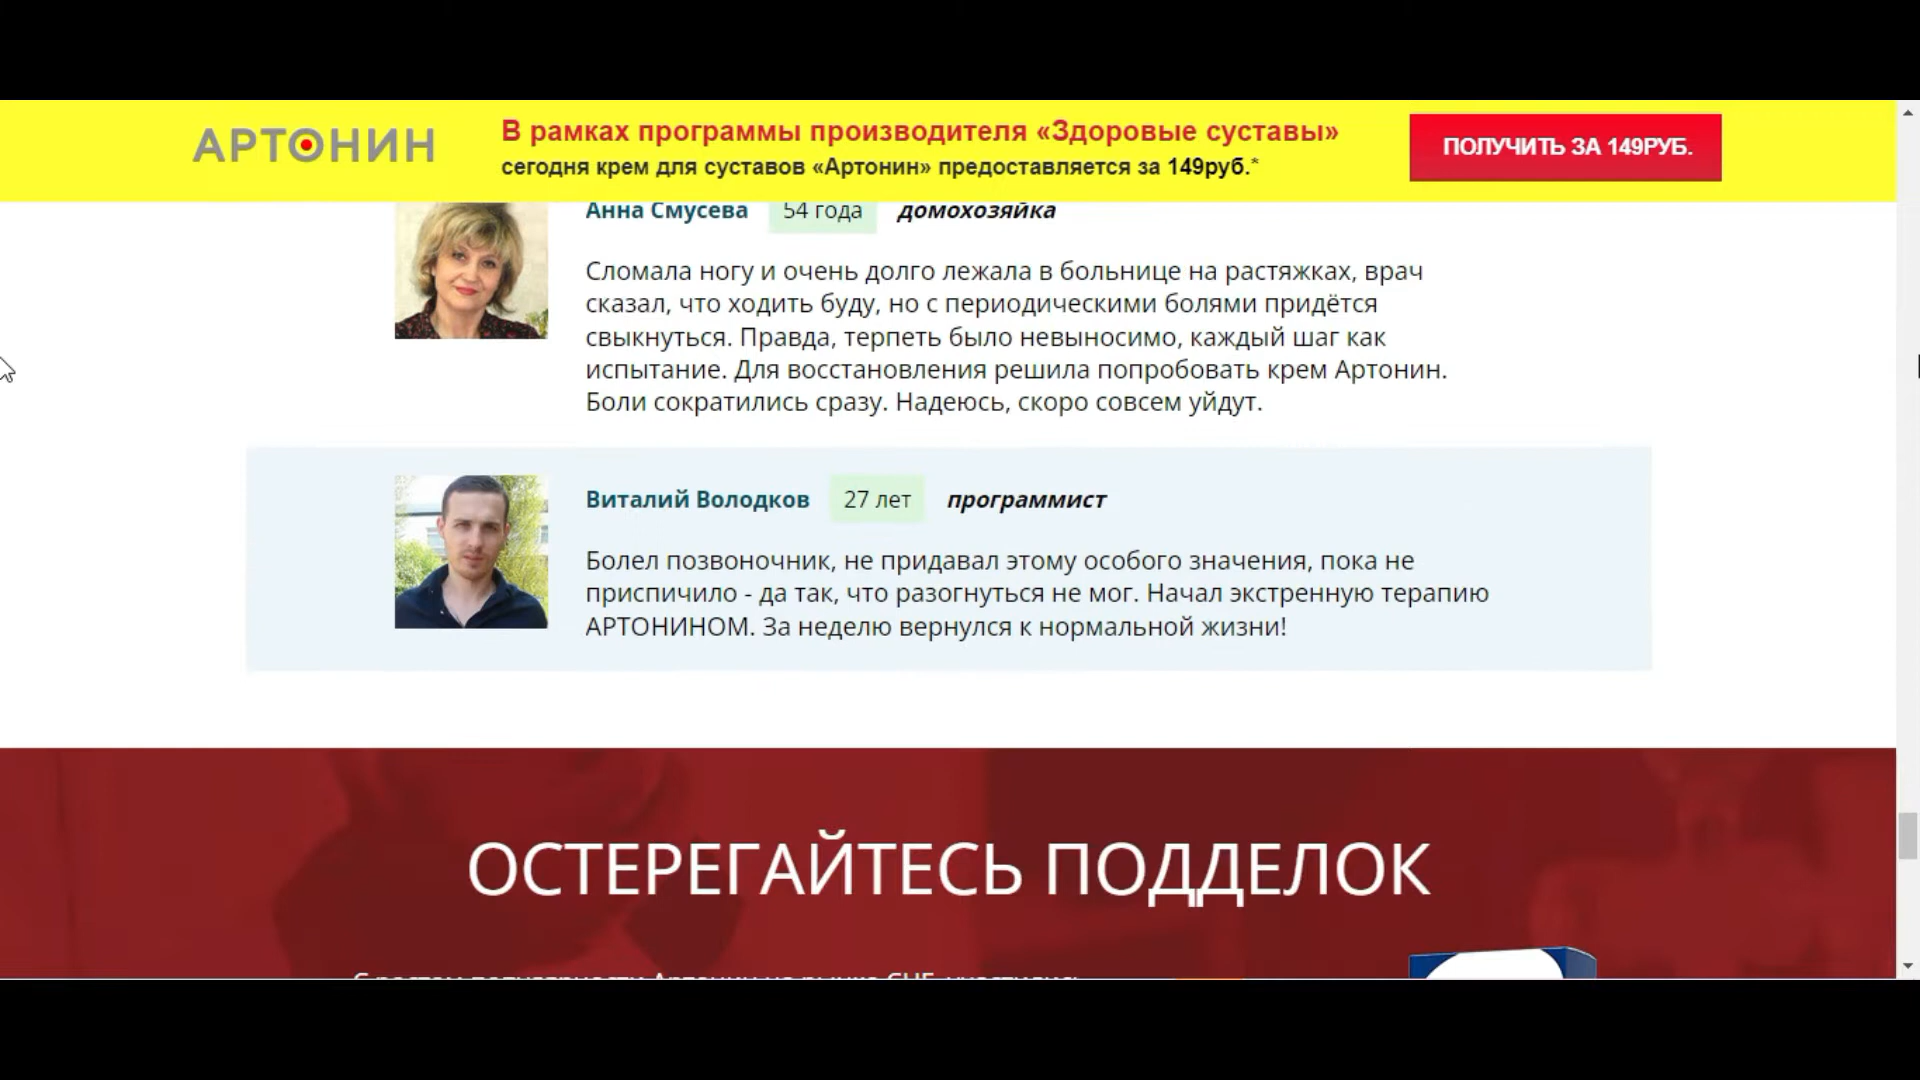 АРТОНИН
В рамках программы производителя «Здоровые суставы»
сегодня крем для суставов «Артонин» предоставляется за 149руб.*
ПОЛУЧИТЬ ЗА 149РУБ.
Анна Смусева 54 года домохозяйка
Сломала ногу и очень долго лежала в больнице на растяжках, врач
сказал, что ходить буду, но с периодическими болями придётся
свыкнуться. Правда, терпеть было невыносимо, каждый шаг как
испытание. Для восстановления решила попробовать крем Артонин.
Боли сократились сразу. Надеюсь, скоро совсем уйдут.
Виталий Володков 27 лет программист
Болел позвоночник, не придавал этому особого значения, пока не
приспичило - да так, что разогнуться не мог. Начал экстренную терапию
АРТОНИНОМ. За неделю вернулся к нормальной жизни!
ОСТЕРЕГАЙТЕСЬ ПОДДЕЛОК